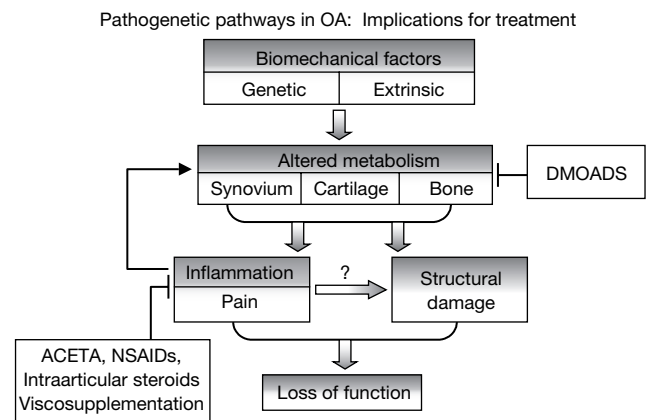 Pathogenetic pathways in OA: Implications for treatment
Biomechanical factors
Genetic
Extrinsic
Altered metabolism
Synovium
Cartilage
Bone
DMOADS
Inflammation
Pain
?
Structural
damage
ACETA, NSAIDs,
Intraarticular steroids
Viscosupplementation
Loss of function